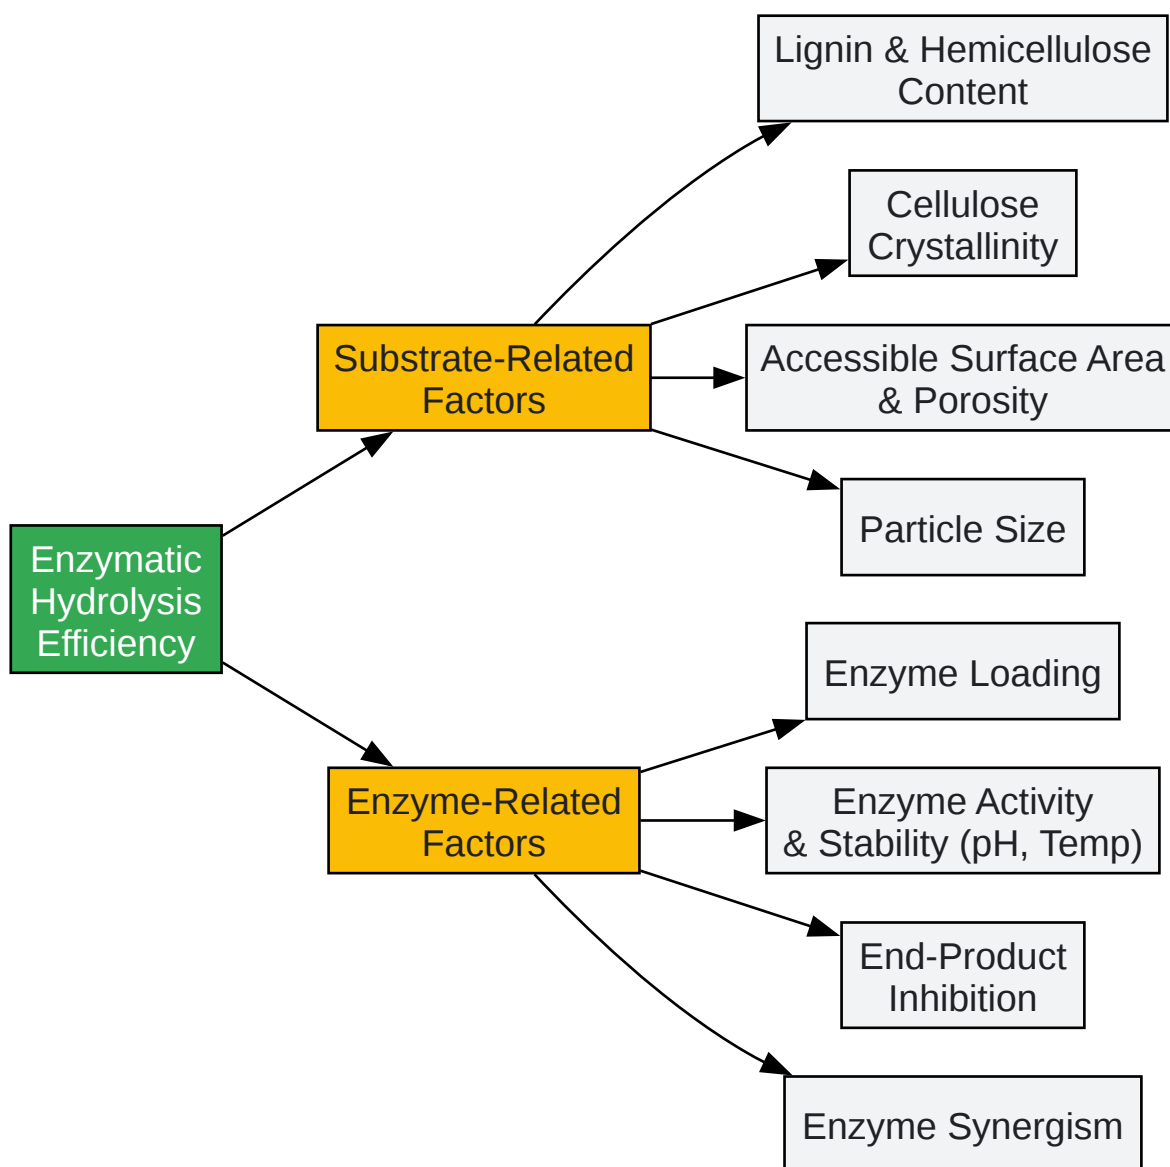 Lignin & Hemicellulose
Content
Cellulose
Crystallinity
Substrate-Related
Factors
Accessible Surface Area
& Porosity
Particle Size
Enzymatic
Hydrolysis
Efficiency
Enzyme Loading
Enzyme-Related
Factors
Enzyme Activity
& Stability (pH, Temp)
End-Product
Inhibition
Enzyme Synergism